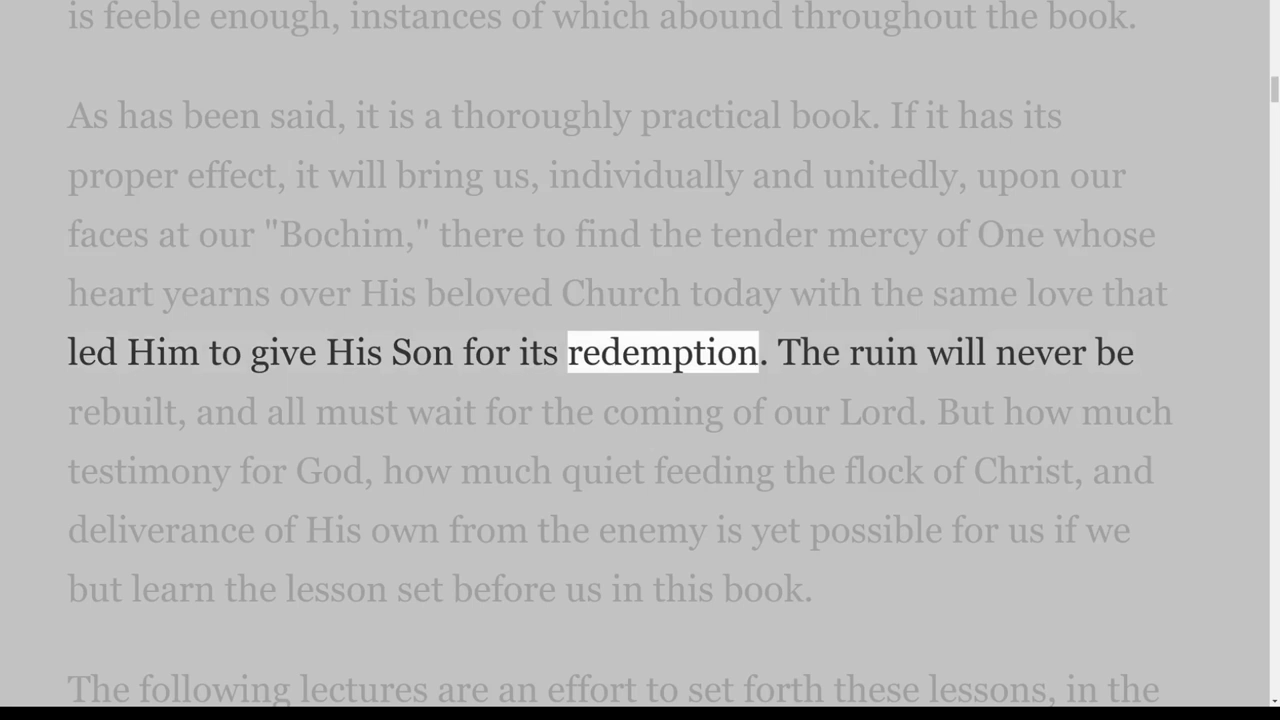 is feeble enough, instances of which abound throughout the book.
As has been said, it is a thoroughly practical book. If it has its
proper effect, it will bring us, individually and unitedly, upon our
faces at our "Bochim," there to find the tender mercy of One whose
heart yearns over His beloved Church today with the same love that
led Him to give His Son for its redemption. The ruin will never be
rebuilt, and all must wait for the coming of our Lord. But how much
testimony for God, how much quiet feeding the flock of Christ, and
deliverance of His own from the enemy is yet possible for us if we
but learn the lesson set before us in this book.
The following lectures are an effort to set forth these lessons, in the